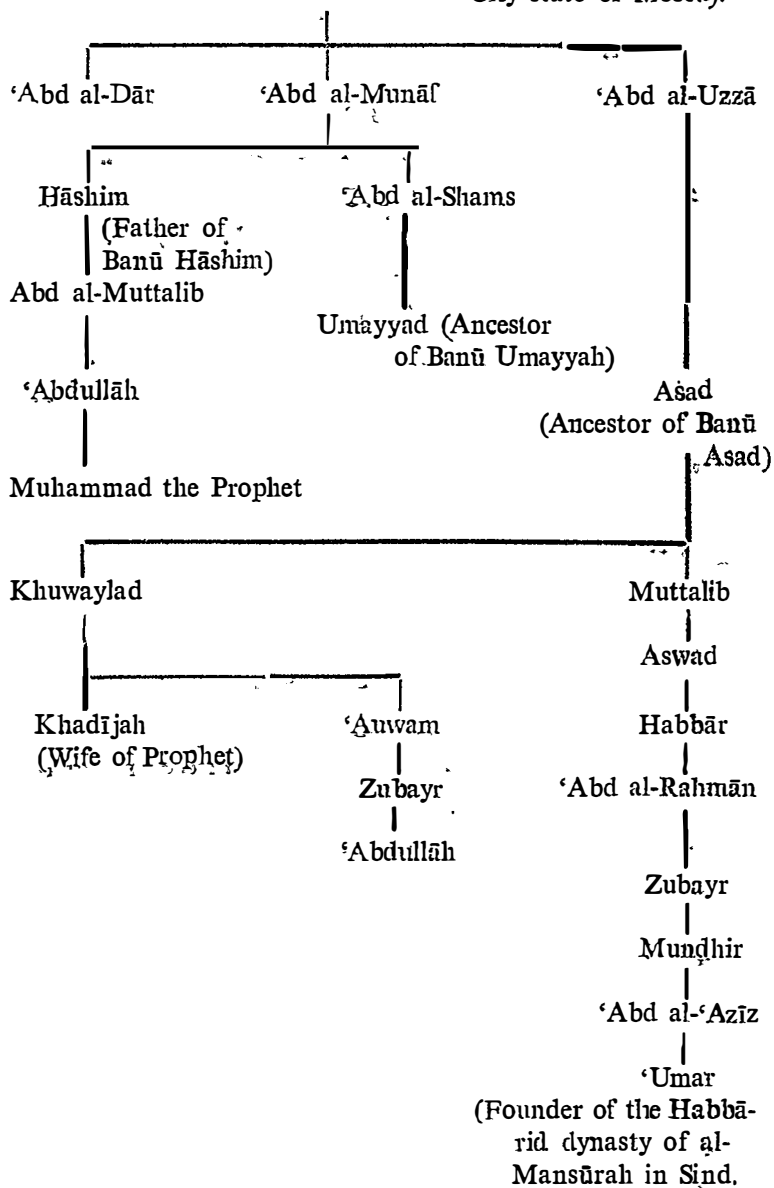 City-state of Mecca).
‘Abd al-Dār ‘Abd al-Munāf ‘Abd al-Uzzā
Hāshim ‘Abd al-Shams
(Father of
Banū Hāshim)
Abd al-Muttalib
Umayyad (Ancestor
of Banū Umayyah)
‘Abdullāh Asad
(Ancestor of Banū
Asad)
Muhammad the Prophet
Khuwaylad Muttalib
Aswad
Khadījah ‘Auwam Habbār
(Wife of Prophet)
Zubayr ‘Abd al-Rahmān
‘Abdullāh
Zubayr
Mundhir
‘Abd al-‘Azīz
‘Umar
(Founder of the Habbā-
rid dynasty of al-
Mansūrah in Sind,